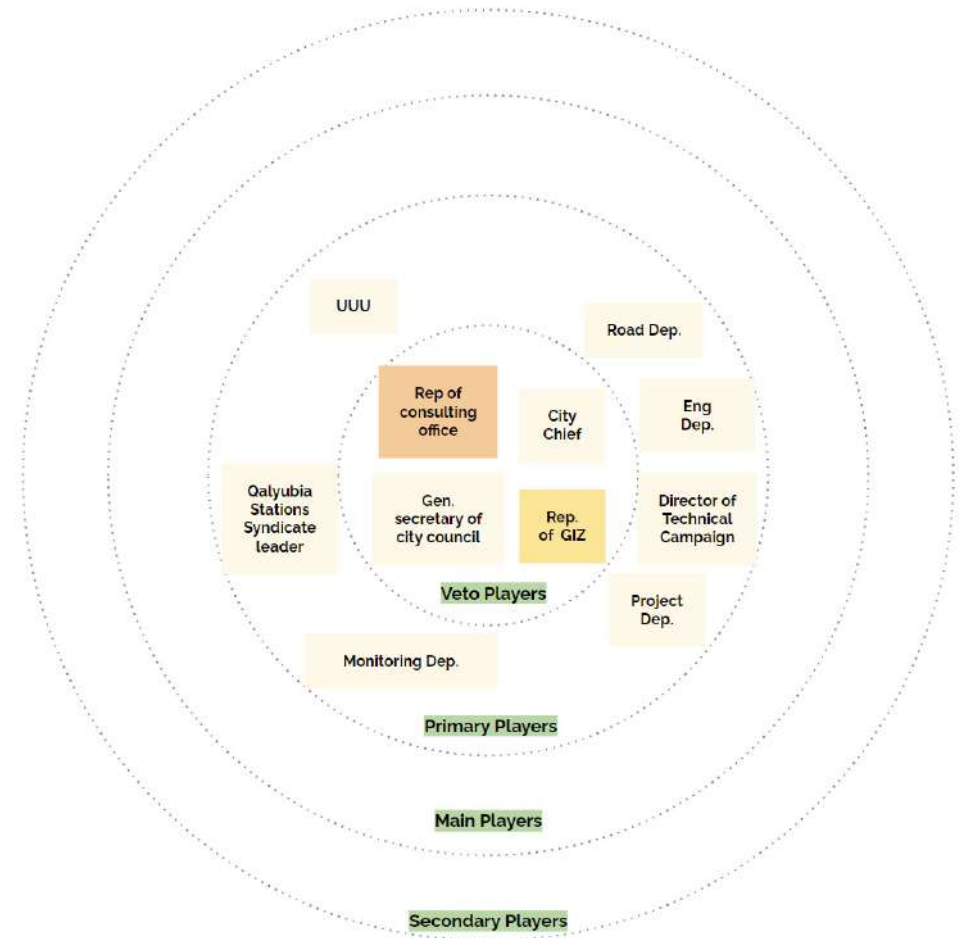 UUU
Road Dep.
Rep of
consulting
office
City
Chief
Eng
Dep.
Qalyubia
Stations
Syndicate
leader
Gen.
secretary of
city council
Rep.
of GIZ
Director of
Technical
Campaign
Veto Players
Project
Dep.
Monitoring Dep.
Primary Players
Main Players
Secondary Players